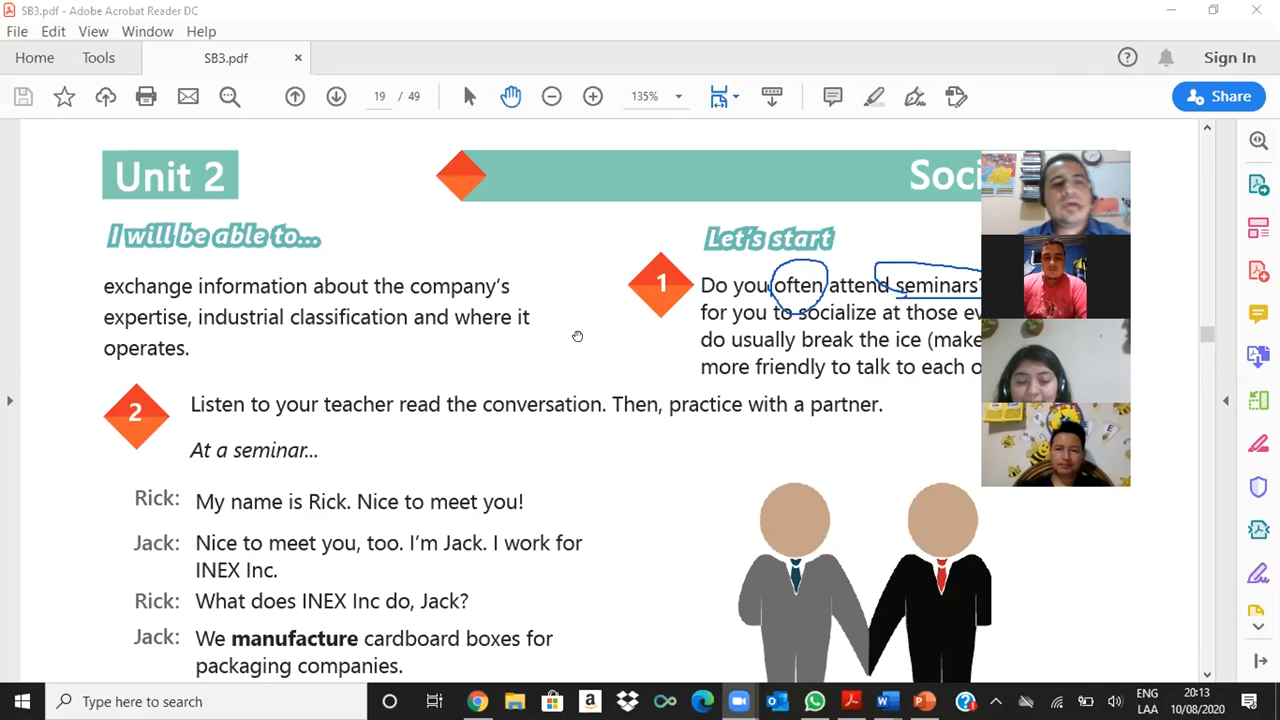 SB3.pdf - Adobe Acrobat Reader DC
File Edit View Window Help
Home Tools SB3.pdf × Sign In
19 / 49 135% Share
Unit 2
I will be able to...
Let's start
exchange information about the company's
expertise, industrial classification and where it
operates.
1
Do you often attend seminars
for you to socialize at those
do usually break the ice (make
more friendly to talk to each
2
Listen to your teacher read the conversation. Then, practice with a partner.
At a seminar...
Rick: My name is Rick. Nice to meet you!
Jack: Nice to meet you, too. I'm Jack. I work for
INEX Inc.
Rick: What does INEX Inc do, Jack?
Jack: We manufacture cardboard boxes for
packaging companies.
Type here to search
ENG 20:13
LAA 10/08/2020